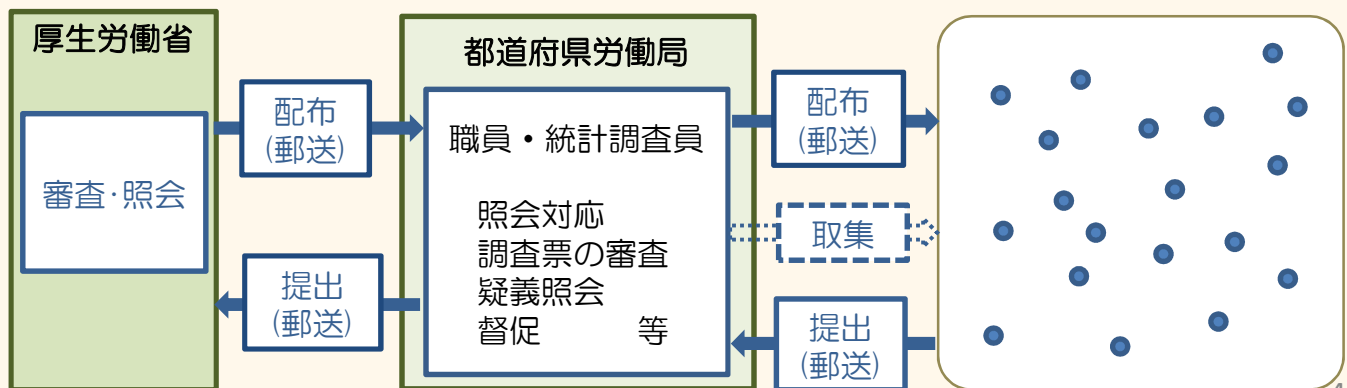 厚生労働省
審査･照会
配布
(郵送)
提出
(郵送)
都道府県労働局
職員・統計調査員
照会対応
調査票の審査
疑義照会
督促　　　等
配布
(郵送)
取集
提出
(郵送)